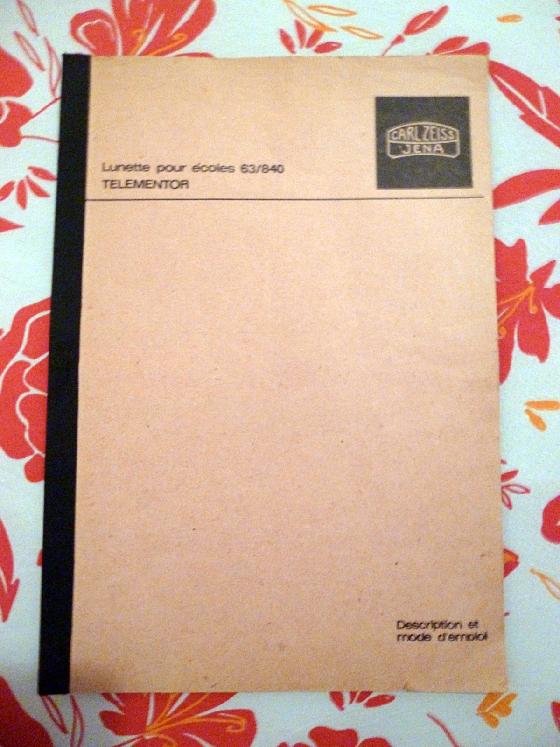 CARL ZEISS
JENA
Lunette pour écoles 63/840
TELEMENTOR
Description et
mode d'emploi